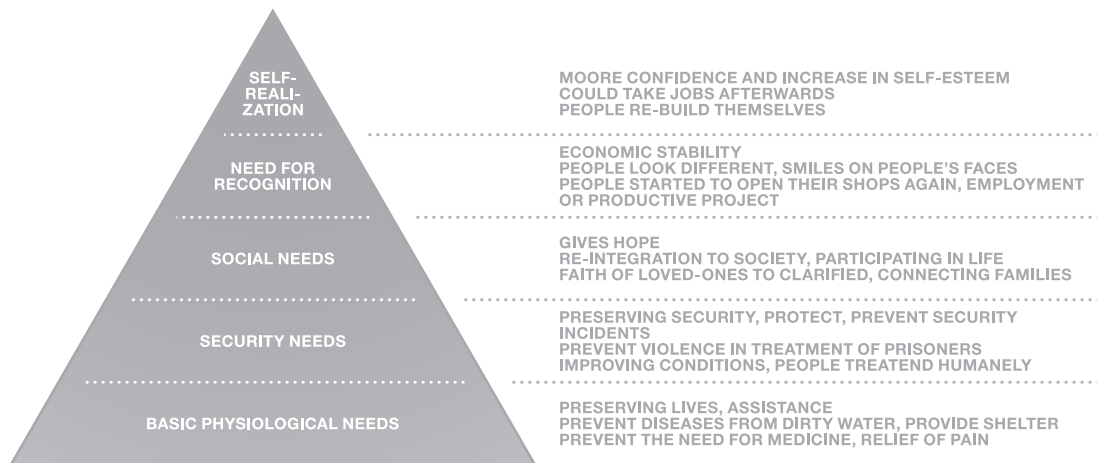 SELF-
REALI-
ZATION
MOORE CONFIDENCE AND INCREASE IN SELF-ESTEEM
COULD TAKE JOBS AFTERWARDS
PEOPLE RE-BUILD THEMSELVES
NEED FOR
RECOGNITION
ECONOMIC STABILITY
PEOPLE LOOK DIFFERENT, SMILES ON PEOPLE'S FACES
PEOPLE STARTED TO OPEN THEIR SHOPS AGAIN, EMPLOYMENT
OR PRODUCTIVE PROJECT
SOCIAL NEEDS
GIVES HOPE
RE-INTEGRATION TO SOCIETY, PARTICIPATING IN LIFE
FAITH OF LOVED-ONES TO CLARIFIED, CONNECTING FAMILIES
SECURITY NEEDS
PRESERVING SECURITY, PROTECT, PREVENT SECURITY
INCIDENTS
PREVENT VIOLENCE IN TREATMENT OF PRISONERS
IMPROVING CONDITIONS, PEOPLE TREATEND HUMANELY
BASIC PHYSIOLOGICAL NEEDS
PRESERVING LIVES, ASSISTANCE
PREVENT DISEASES FROM DIRTY WATER, PROVIDE SHELTER
PREVENT THE NEED FOR MEDICINE, RELIEF OF PAIN